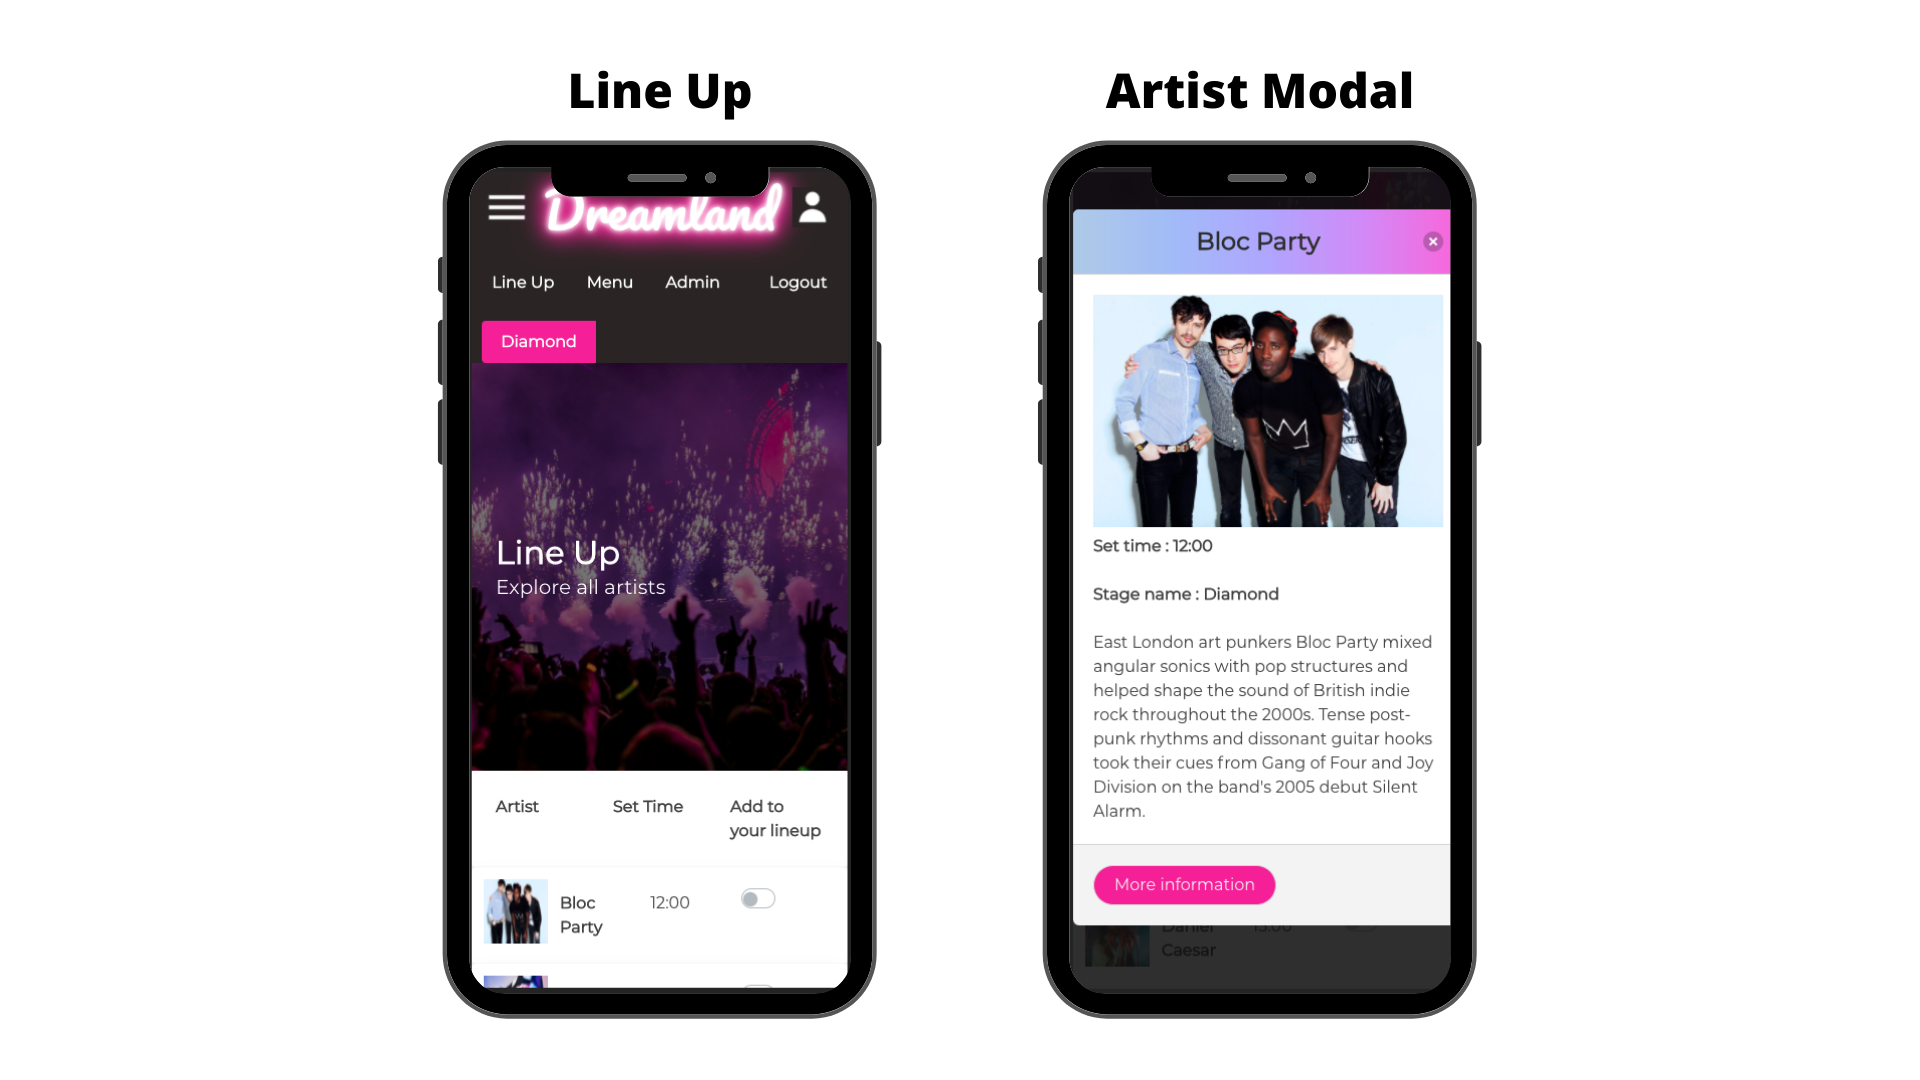 Line Up
Dreamland
Line Up Menu Admin Logout
Diamond
Line Up
Explore all artists
Artist Set Time Add to
your lineup
Bloc
Party 12:00
Artist Modal
Bloc Party
Set time : 12:00
Stage name : Diamond
East London art punkers Bloc Party mixed
angular sonics with pop structures and
helped shape the sound of British indie
rock throughout the 2000s. Tense post-
punk rhythms and dissonant guitar hooks
took their cues from Gang of Four and Joy
Division on the band's 2005 debut Silent
Alarm.
More information
Daniel
Caesar